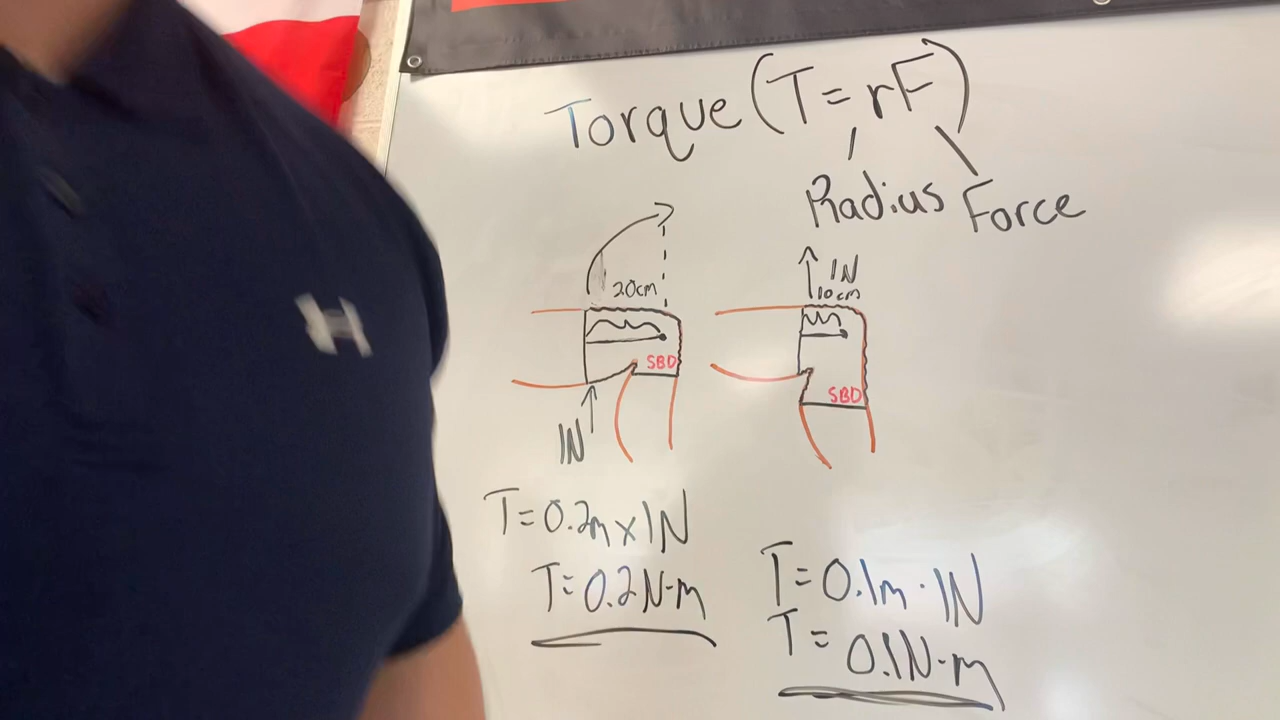 Torque (T = rF)
Radius Force
20cm
1N
10cm
SBD
SBD
1N
T=0.2m x 1N
T=0.2N·m
T=0.1m · 1N
T= 0.1N·m